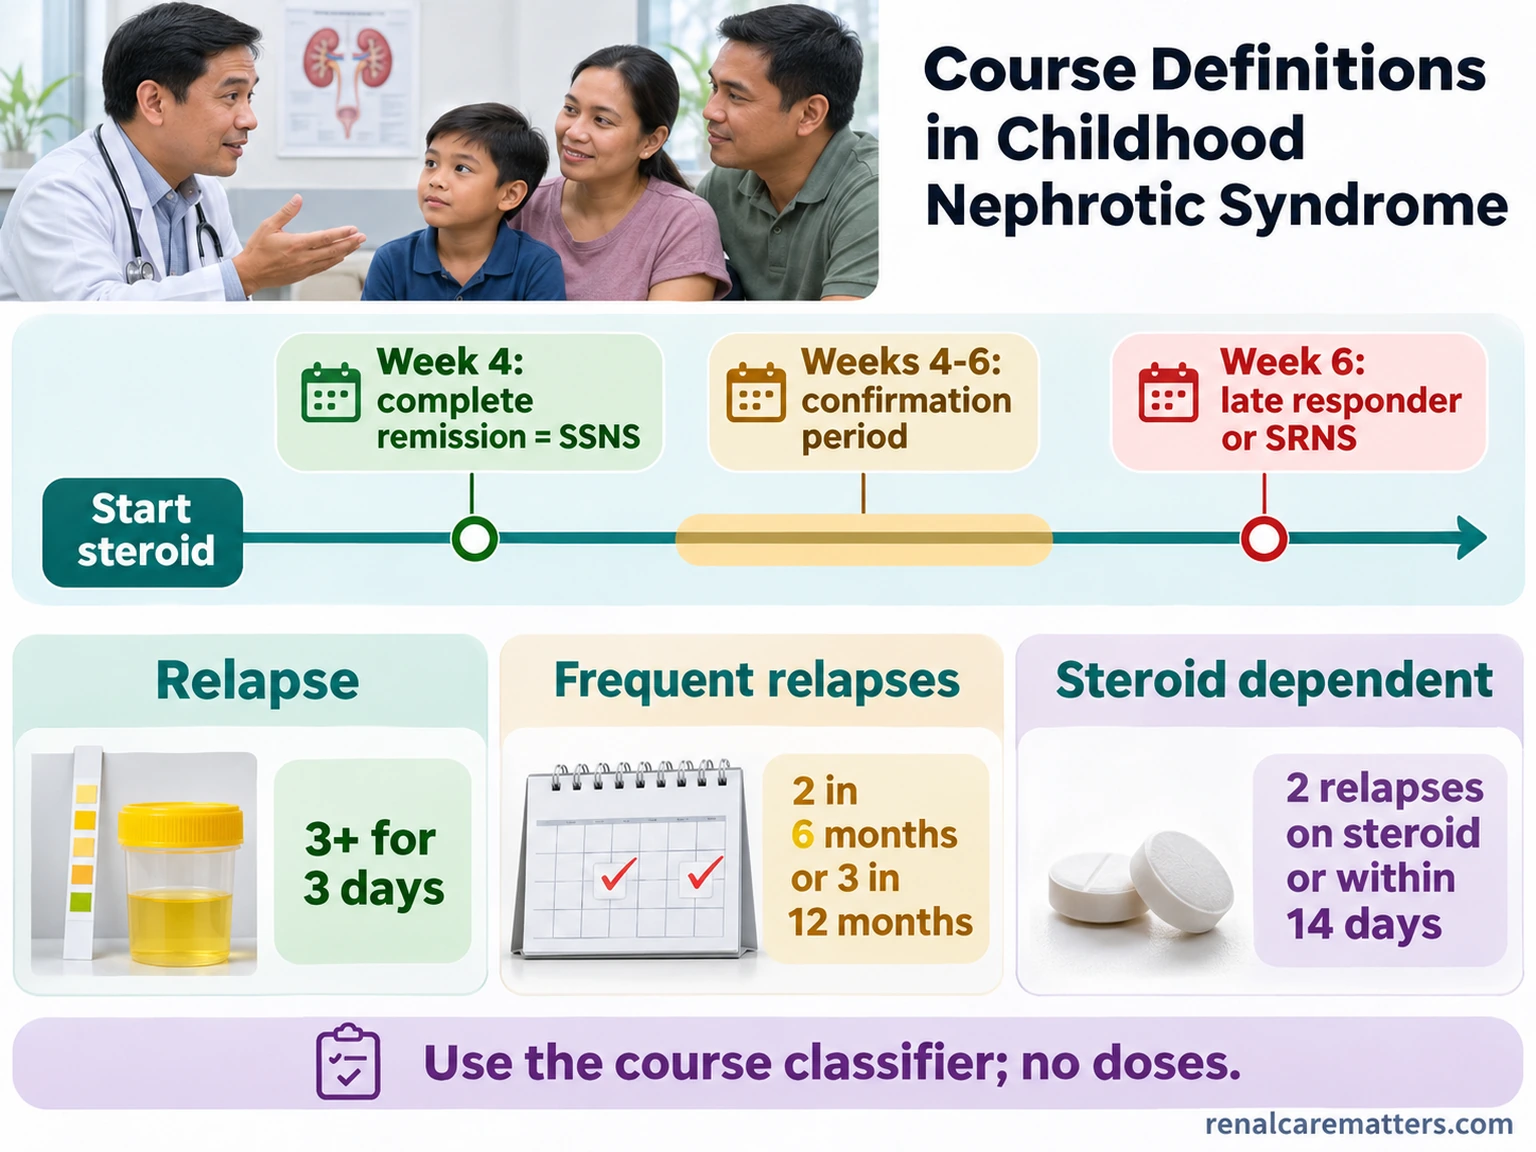 Course Definitions
in Childhood
Nephrotic Syndrome
Week 4:
complete
remission = SSNS
Weeks 4-6:
confirmation
period
Week 6:
late responder
or SRNS
Start
steroid
Relapse
3+ for
3 days
Frequent relapses
2 in
6 months
or 3 in
12 months
Steroid dependent
2 relapses
on steroid
or within
14 days
Use the course classifier; no doses.
renalcarematters.com